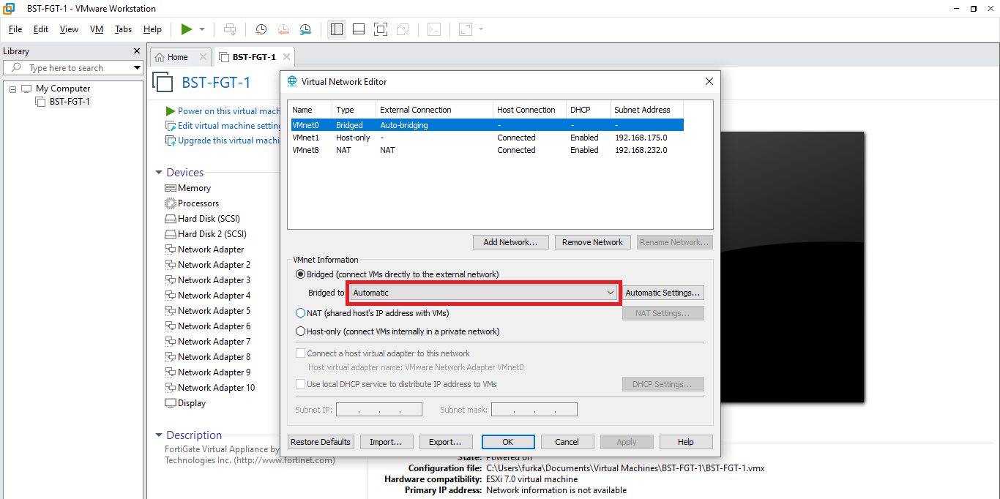 BST-FGT-1 - VMware Workstation
File Edit View VM Tabs Help
Library
Type here to search
My Computer
BST-FGT-1
Home
BST-FGT-1
BST-FGT-1
Power on this virtual mach
Edit virtual machine setting
Upgrade this virtual machi
Devices
Memory
Processors
Hard Disk (SCSI)
Hard Disk 2 (SCSI)
Network Adapter
Network Adapter 2
Network Adapter 3
Network Adapter 4
Network Adapter 5
Network Adapter 6
Network Adapter 7
Network Adapter 8
Network Adapter 9
Network Adapter 10
Display
Description
FortiGate Virtual Appliance by
Technologies Inc. (http://www.fortinet.com)
Virtual Network Editor
Name Type External Connection Host Connection DHCP Subnet Address
VMnet0 Bridged Auto-bridging - - -
VMnet1 Host-only - Connected Enabled 192.168.175.0
VMnet8 NAT NAT Connected Enabled 192.168.232.0
Add Network... Remove Network Rename Network...
VMnet Information
Bridged (connect VMs directly to the external network)
Bridged to Automatic Automatic Settings...
NAT (shared host's IP address with VMs) NAT Settings...
Host-only (connect VMs internally in a private network)
Connect a host virtual adapter to this network
Host virtual adapter name: VMware Network Adapter VMnet0
Use local DHCP service to distribute IP address to VMs DHCP Settings...
Subnet IP: . . . Subnet mask: . . .
Restore Defaults Import... Export... OK Cancel Apply Help
State: Powered off
Configuration file: C:\Users\furka\Documents\Virtual Machines\BST-FGT-1\BST-FGT-1.vmx
Hardware compatibility: ESXi 7.0 virtual machine
Primary IP address: Network information is not available